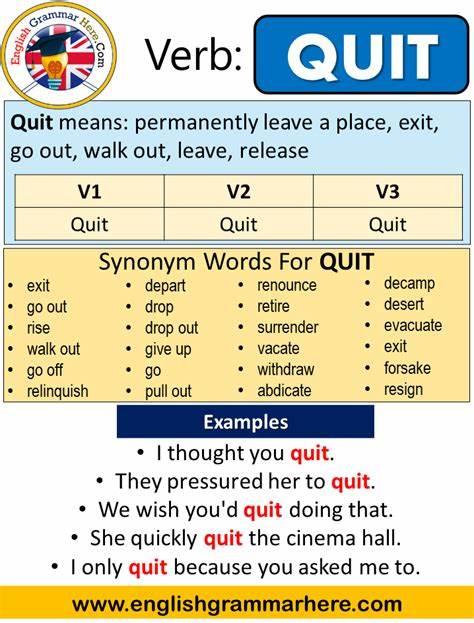 English Grammar Here.Com
Verb: QUIT
Quit means: permanently leave a place, exit,
go out, walk out, leave, release
V1 V2 V3
Quit Quit Quit
Synonym Words For QUIT
• exit
• go out
• rise
• walk out
• go off
• relinquish
• depart
• drop
• drop out
• give up
• go
• pull out
• renounce
• retire
• surrender
• vacate
• withdraw
• abdicate
• decamp
• desert
• evacuate
• exit
• forsake
• resign
Examples
• I thought you quit.
• They pressured her to quit.
• We wish you'd quit doing that.
• She quickly quit the cinema hall.
• I only quit because you asked me to.
www.englishgrammarhere.com